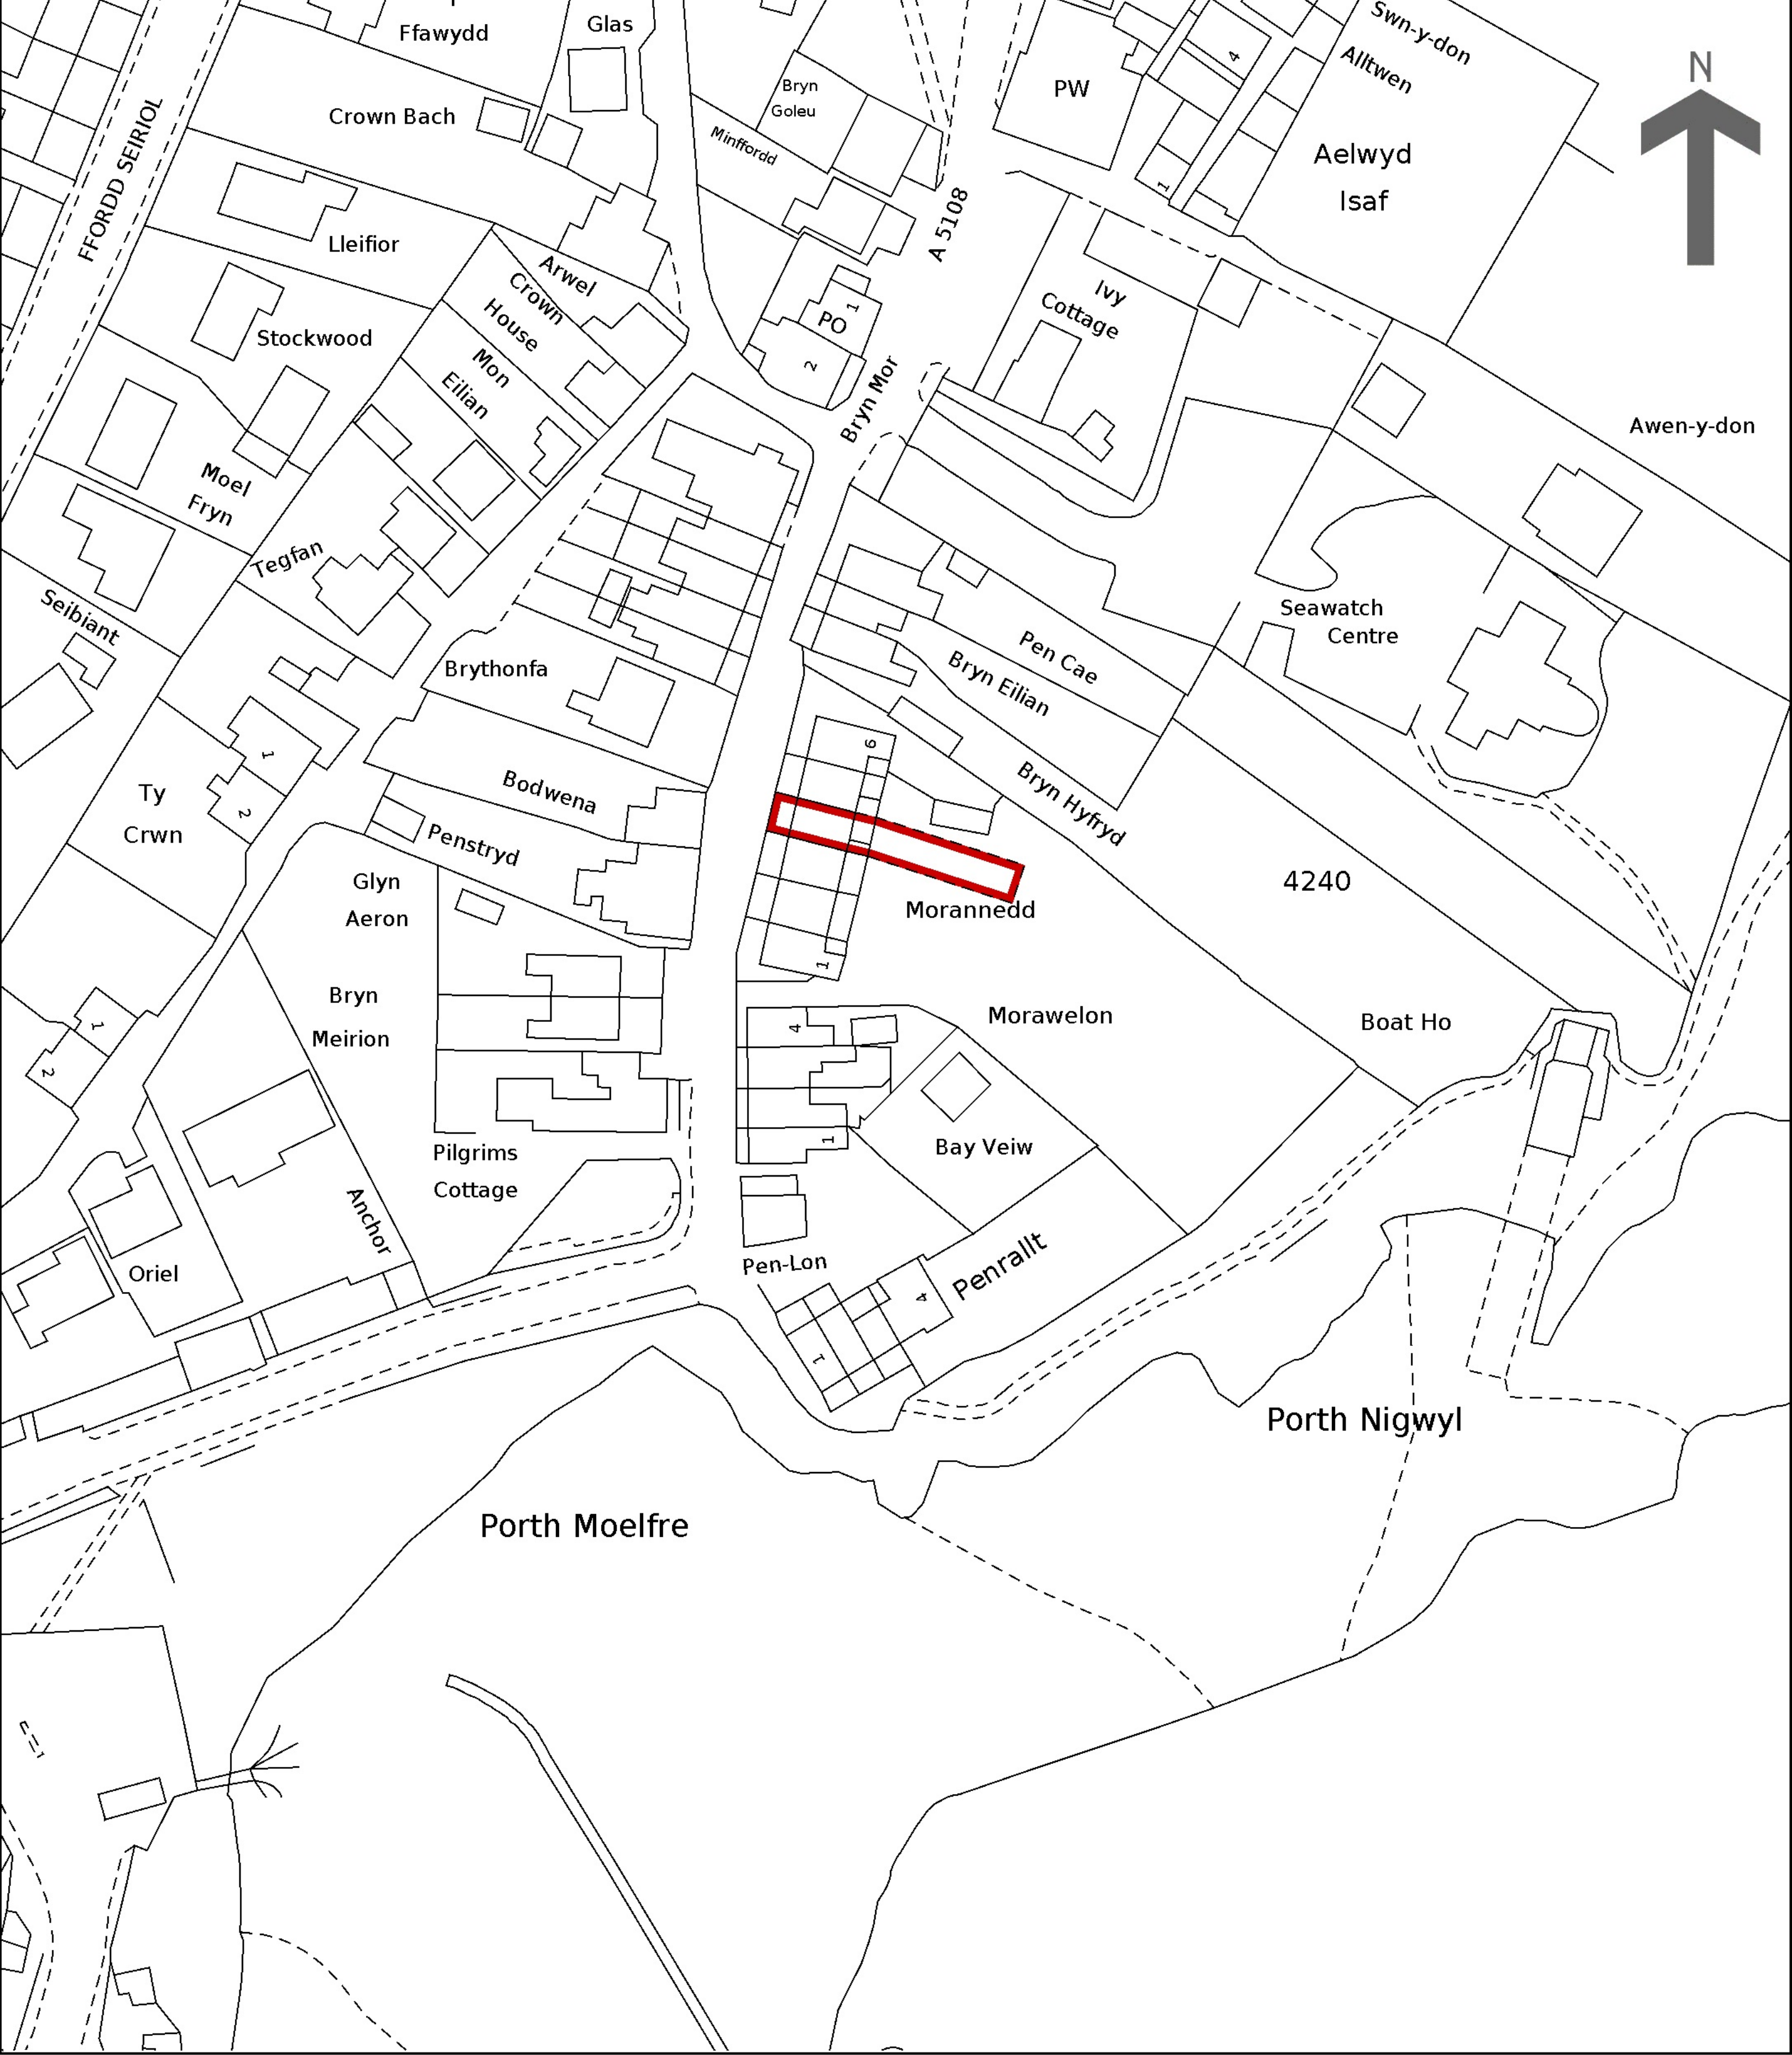 Ffawydd
Glas
Swn-y-don
Alltwen
4
N
Bryn
Goleu
PW
Crown Bach
Minffordd
Aelwyd
Isaf
1
FFORDD SEIRIOL
A 5108
Lleifior
Arwel
Crown
House
Ivy
Cottage
1
PO
2
Stockwood
Mon
Eilian
Bryn Mor
Awen-y-don
Moel
Fryn
Tegfan
Seibiant
Seawatch
Centre
Pen Cae
Bryn Eilian
Brythonfa
1
2
6
Ty
Crwn
Bodwena
Bryn Hyfryd
Penstryd
Glyn
Aeron
4240
Morannedd
1
Bryn
Meirion
1
2
4
Morawelon
Boat Ho
1
Bay Veiw
Pilgrims
Cottage
Anchor
Oriel
Pen-Lon
Penrallt
4
1
Porth Nigwyl
Porth Moelfre